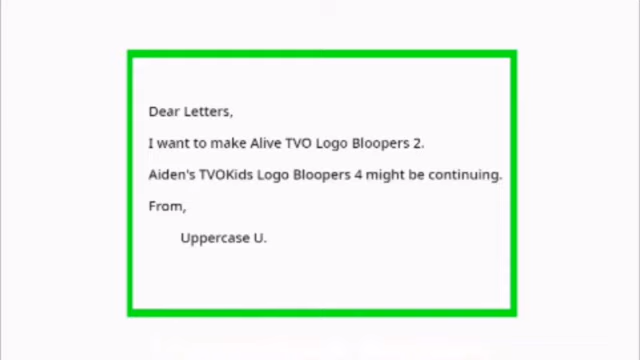 Dear Letters,
I want to make Alive TVO Logo Bloopers 2.
Aiden's TVOKids Logo Bloopers 4 might be continuing.
From,
Uppercase U.